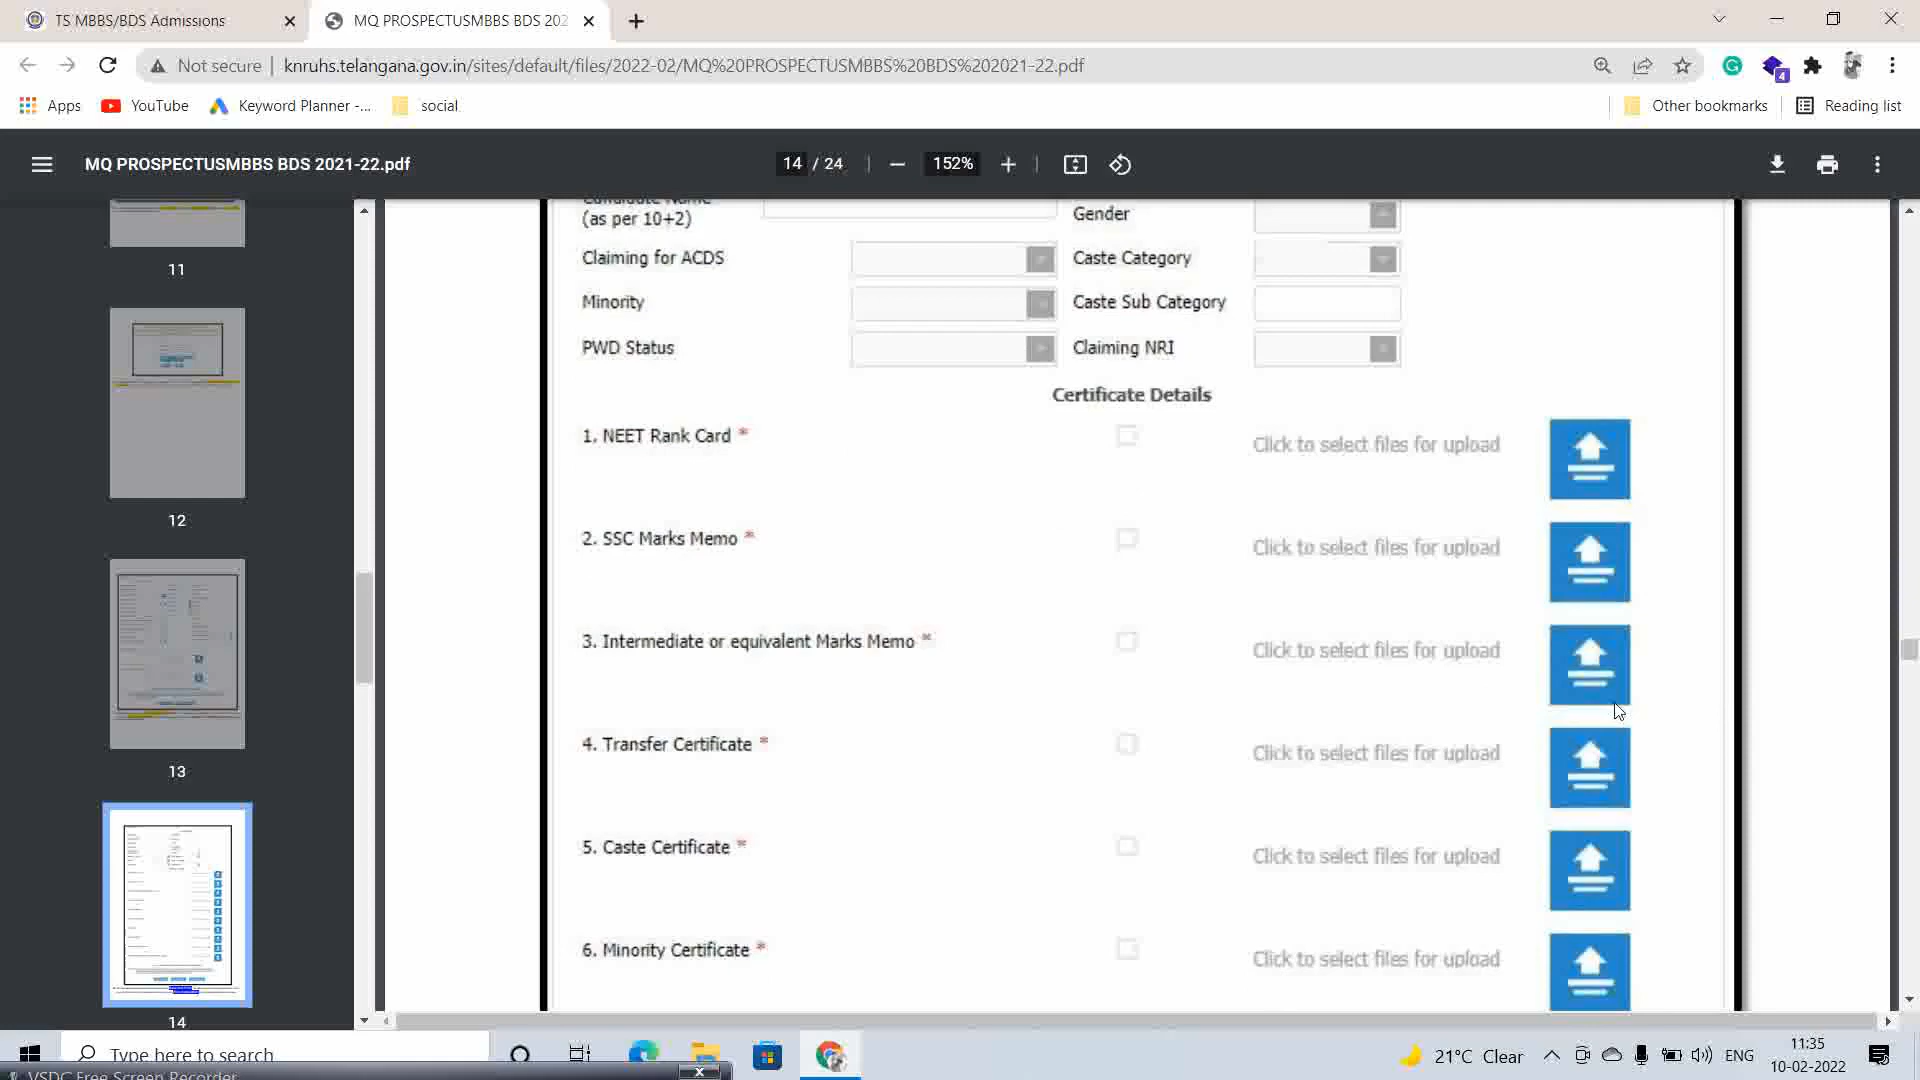 TS MBBS/BDS Admissions
MQ PROSPECTUSMBBS BDS 202
Not secure
knruhs.telangana.gov.in/sites/default/files/2022-02/MQ%20PROSPECTUSMBBS%20BDS%202021-22.pdf
4
Apps
YouTube
Keyword Planner -...
social
Other bookmarks
Reading list
MQ PROSPECTUSMBBS BDS 2021-22.pdf
14 / 24
152%
11
12
13
14
Candidate Name
(as per 10+2)
Gender
Claiming for ACDS
Caste Category
Minority
Caste Sub Category
PWD Status
Claiming NRI
Certificate Details
1. NEET Rank Card *
Click to select files for upload
2. SSC Marks Memo *
Click to select files for upload
3. Intermediate or equivalent Marks Memo *
Click to select files for upload
4. Transfer Certificate *
Click to select files for upload
5. Caste Certificate *
Click to select files for upload
6. Minority Certificate *
Click to select files for upload
Type here to search
21°C Clear
ENG
11:35
10-02-2022
VSDC Free Screen Recorder
x